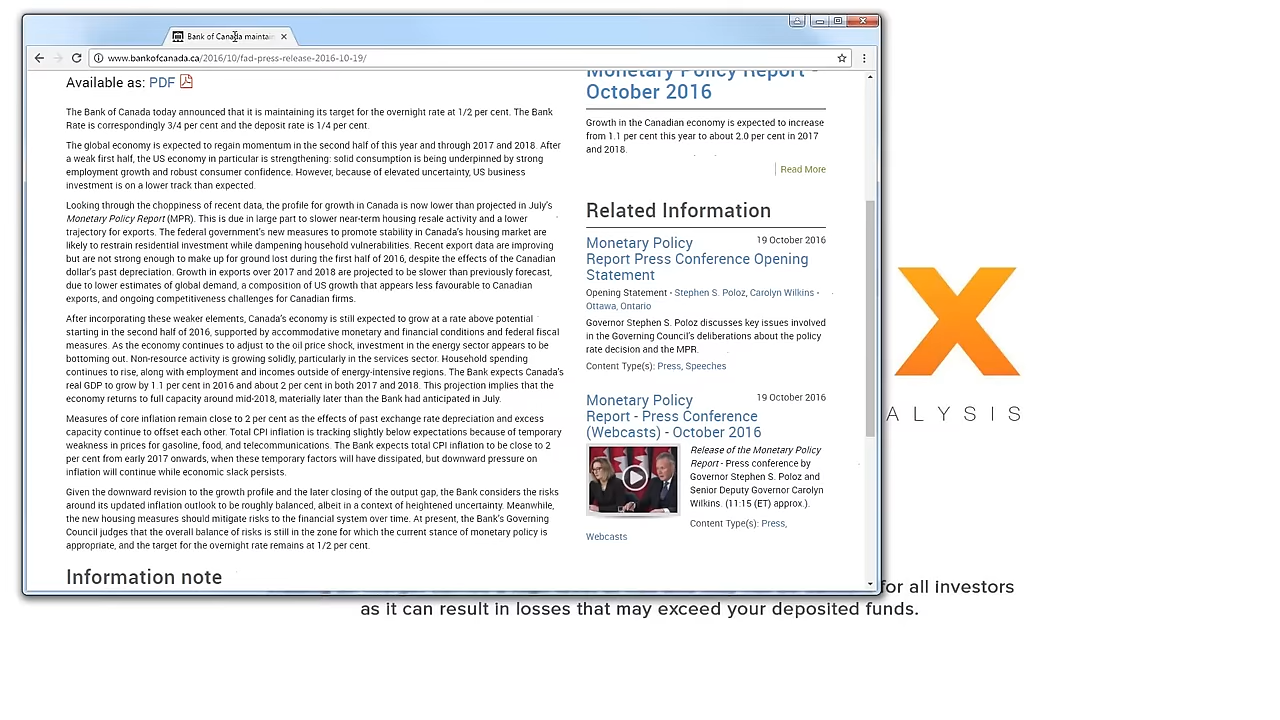 Bank of Canada maintai
www.bankofcanada.ca/2016/10/fad-press-release-2016-10-19/
Available as: PDF
The Bank of Canada today announced that it is maintaining its target for the overnight rate at 1/2 per cent. The Bank
Rate is correspondingly 3/4 per cent and the deposit rate is 1/4 per cent.
The global economy is expected to regain momentum in the second half of this year and through 2017 and 2018. After
a weak first half, the US economy in particular is strengthening: solid consumption is being underpinned by strong
employment growth and robust consumer confidence. However, because of elevated uncertainty, US business
investment is on a lower track than expected.
Looking through the choppiness of recent data, the profile for growth in Canada is now lower than projected in July's
Monetary Policy Report (MPR). This is due in large part to slower near-term housing resale activity and a lower
trajectory for exports. The federal government's new measures to promote stability in Canada's housing market are
likely to restrain residential investment while dampening household vulnerabilities. Recent export data are improving
but are not strong enough to make up for ground lost during the first half of 2016, despite the effects of the Canadian
dollar's past depreciation. Growth in exports over 2017 and 2018 are projected to be slower than previously forecast,
due to lower estimates of global demand, a composition of US growth that appears less favourable to Canadian
exports, and ongoing competitiveness challenges for Canadian firms.
After incorporating these weaker elements, Canada's economy is still expected to grow at a rate above potential
starting in the second half of 2016, supported by accommodative monetary and financial conditions and federal fiscal
measures. As the economy continues to adjust to the oil price shock, investment in the energy sector appears to be
bottoming out. Non-resource activity is growing solidly, particularly in the services sector. Household spending
continues to rise, along with employment and incomes outside of energy-intensive regions. The Bank expects Canada's
real GDP to grow by 1.1 per cent in 2016 and about 2 per cent in both 2017 and 2018. This projection implies that the
economy returns to full capacity around mid-2018, materially later than the Bank had anticipated in July.
Measures of core inflation remain close to 2 per cent as the effects of past exchange rate depreciation and excess
capacity continue to offset each other. Total CPI inflation is tracking slightly below expectations because of temporary
weakness in prices for gasoline, food, and telecommunications. The Bank expects total CPI inflation to be close to 2
per cent from early 2017 onwards, when these temporary factors will have dissipated, but downward pressure on
inflation will continue while economic slack persists.
Given the downward revision to the growth profile and the later closing of the output gap, the Bank considers the risks
around its updated inflation outlook to be roughly balanced, albeit in a context of heightened uncertainty. Meanwhile,
the new housing measures should mitigate risks to the financial system over time. At present, the Bank's Governing
Council judges that the overall balance of risks is still in the zone for which the current stance of monetary policy is
appropriate, and the target for the overnight rate remains at 1/2 per cent.
Information note
Monetary Policy Report -
October 2016
Growth in the Canadian economy is expected to increase
from 1.1 per cent this year to about 2.0 per cent in 2017
and 2018.
Read More
Related Information
Monetary Policy
Report Press Conference Opening
Statement
19 October 2016
Opening Statement - Stephen S. Poloz, Carolyn Wilkins -
Ottawa, Ontario
Governor Stephen S. Poloz discusses key issues involved
in the Governing Council's deliberations about the policy
rate decision and the MPR.
Content Type(s): Press, Speeches
Monetary Policy
Report - Press Conference
(Webcasts) - October 2016
19 October 2016
Release of the Monetary Policy
Report - Press conference by
Governor Stephen S. Poloz and
Senior Deputy Governor Carolyn
Wilkins. (11:15 (ET) approx.).
Content Type(s): Press,
Webcasts
X
ALYSIS
for all investors
as it can result in losses that may exceed your deposited funds.